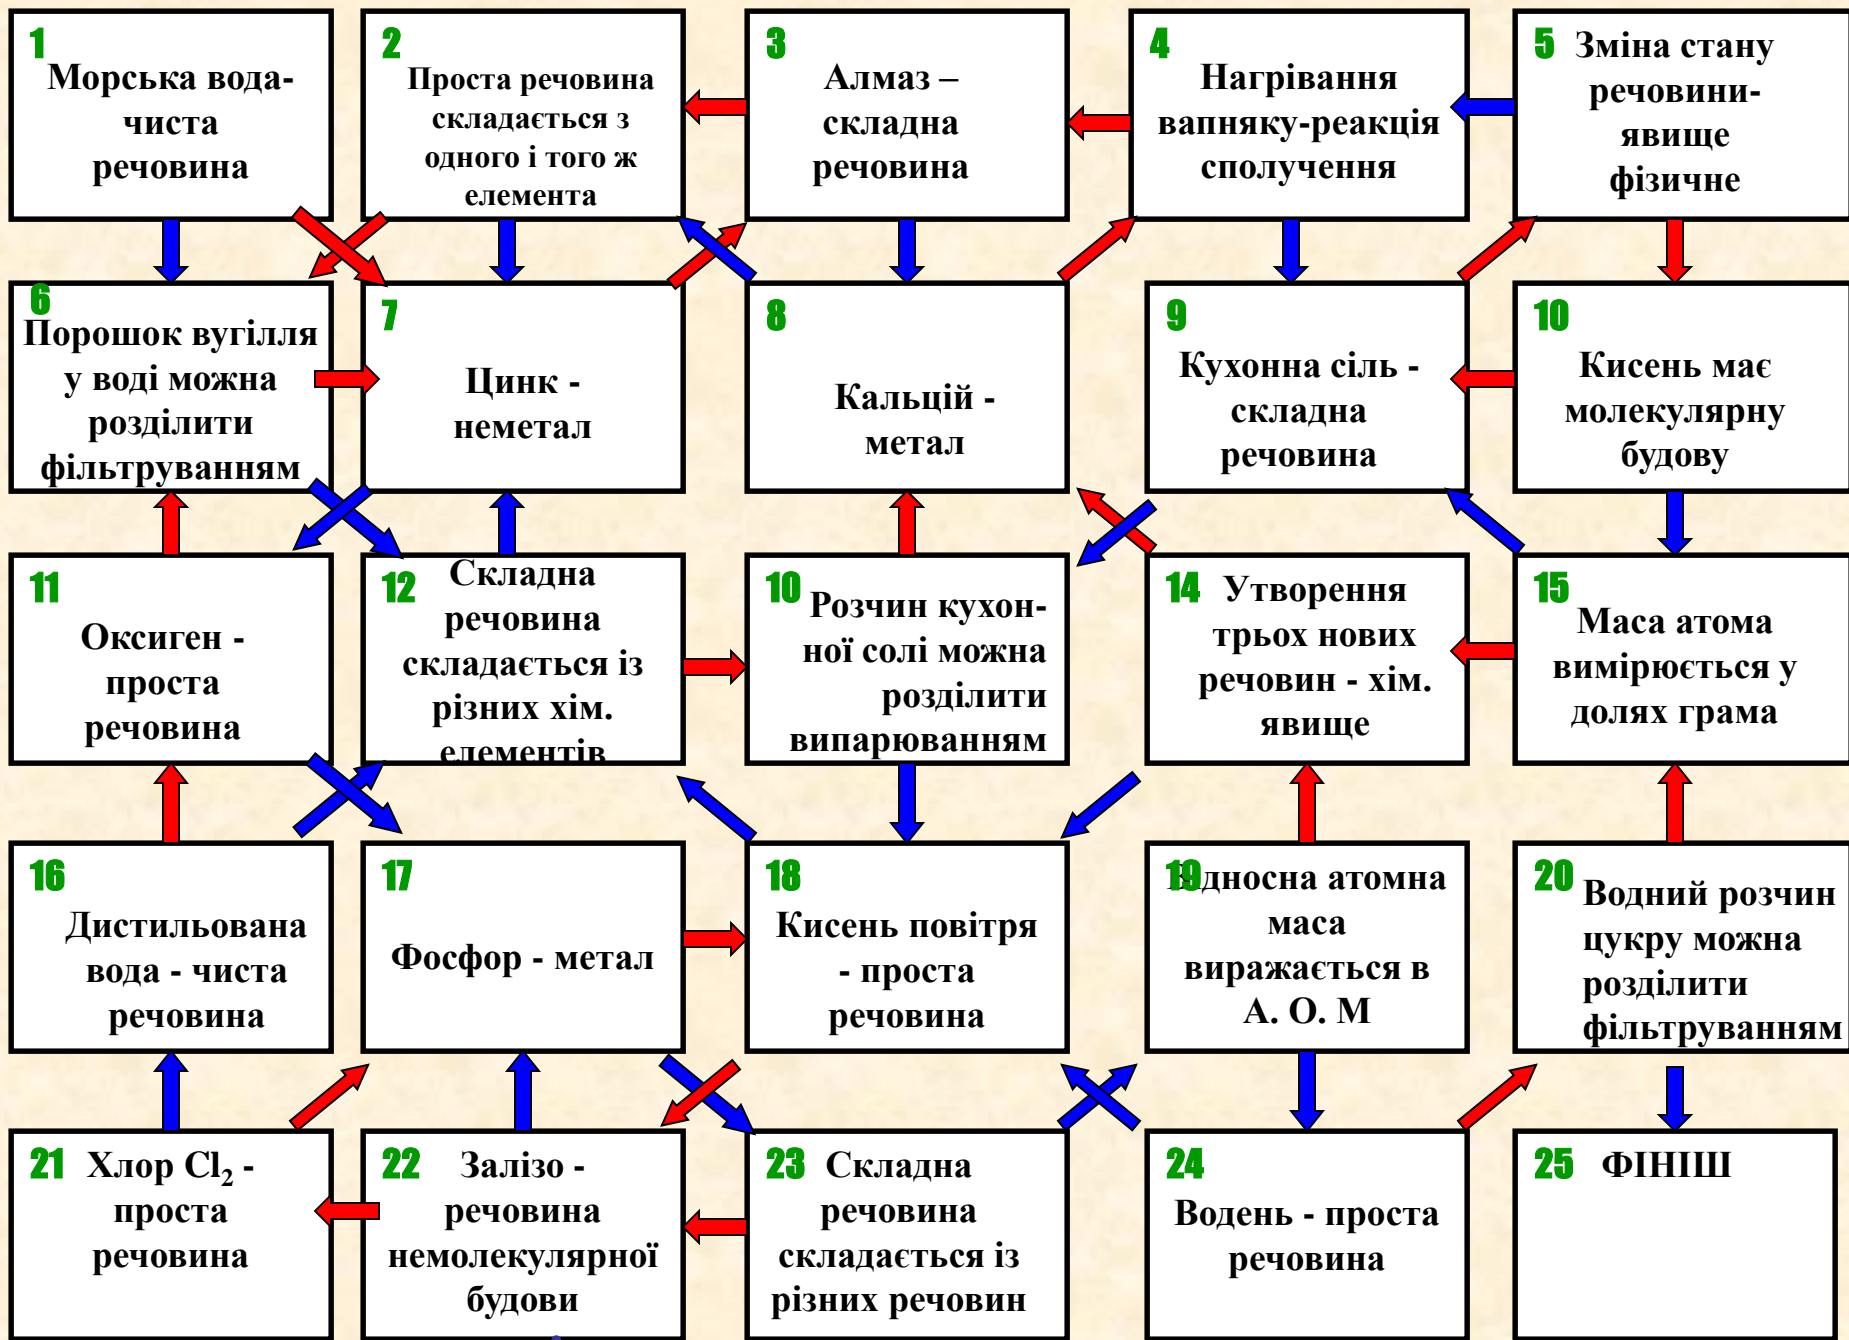 1
Морська вода-
чиста
речовина
2
Проста речовина
складається з
одного і того ж
елемента
3
Алмаз –
складна
речовина
4
Нагрівання
вапняку-реакція
сполучення
5 Зміна стану
речовини-
явище
фізичне
6
Порошок вугілля
у воді можна
розділити
фільтруванням
7
Цинк -
неметал
8
Кальцій -
метал
9
Кухонна сіль -
складна
речовина
10
Кисень має
молекулярну
будову
11
Оксиген -
проста
речовина
12 Складна
речовина
складається із
різних хім.
елементів
10 Розчин кухон-
ної солі можна
розділити
випарюванням
14 Утворення
трьох нових
речовин - хім.
явище
15
Маса атома
вимірюється у
долях грама
16
Дистильована
вода - чиста
речовина
17
Фосфор - метал
18
Кисень повітря
- проста
речовина
19 Відносна атомна
маса
виражається в
А. О. М
20 Водний розчин
цукру можна
розділити
фільтруванням
21 Хлор Cl₂ -
проста
речовина
22 Залізо -
речовина
немолекулярної
будови
23 Складна
речовина
складається із
різних речовин
24
Водень - проста
речовина
25 ФІНІШ